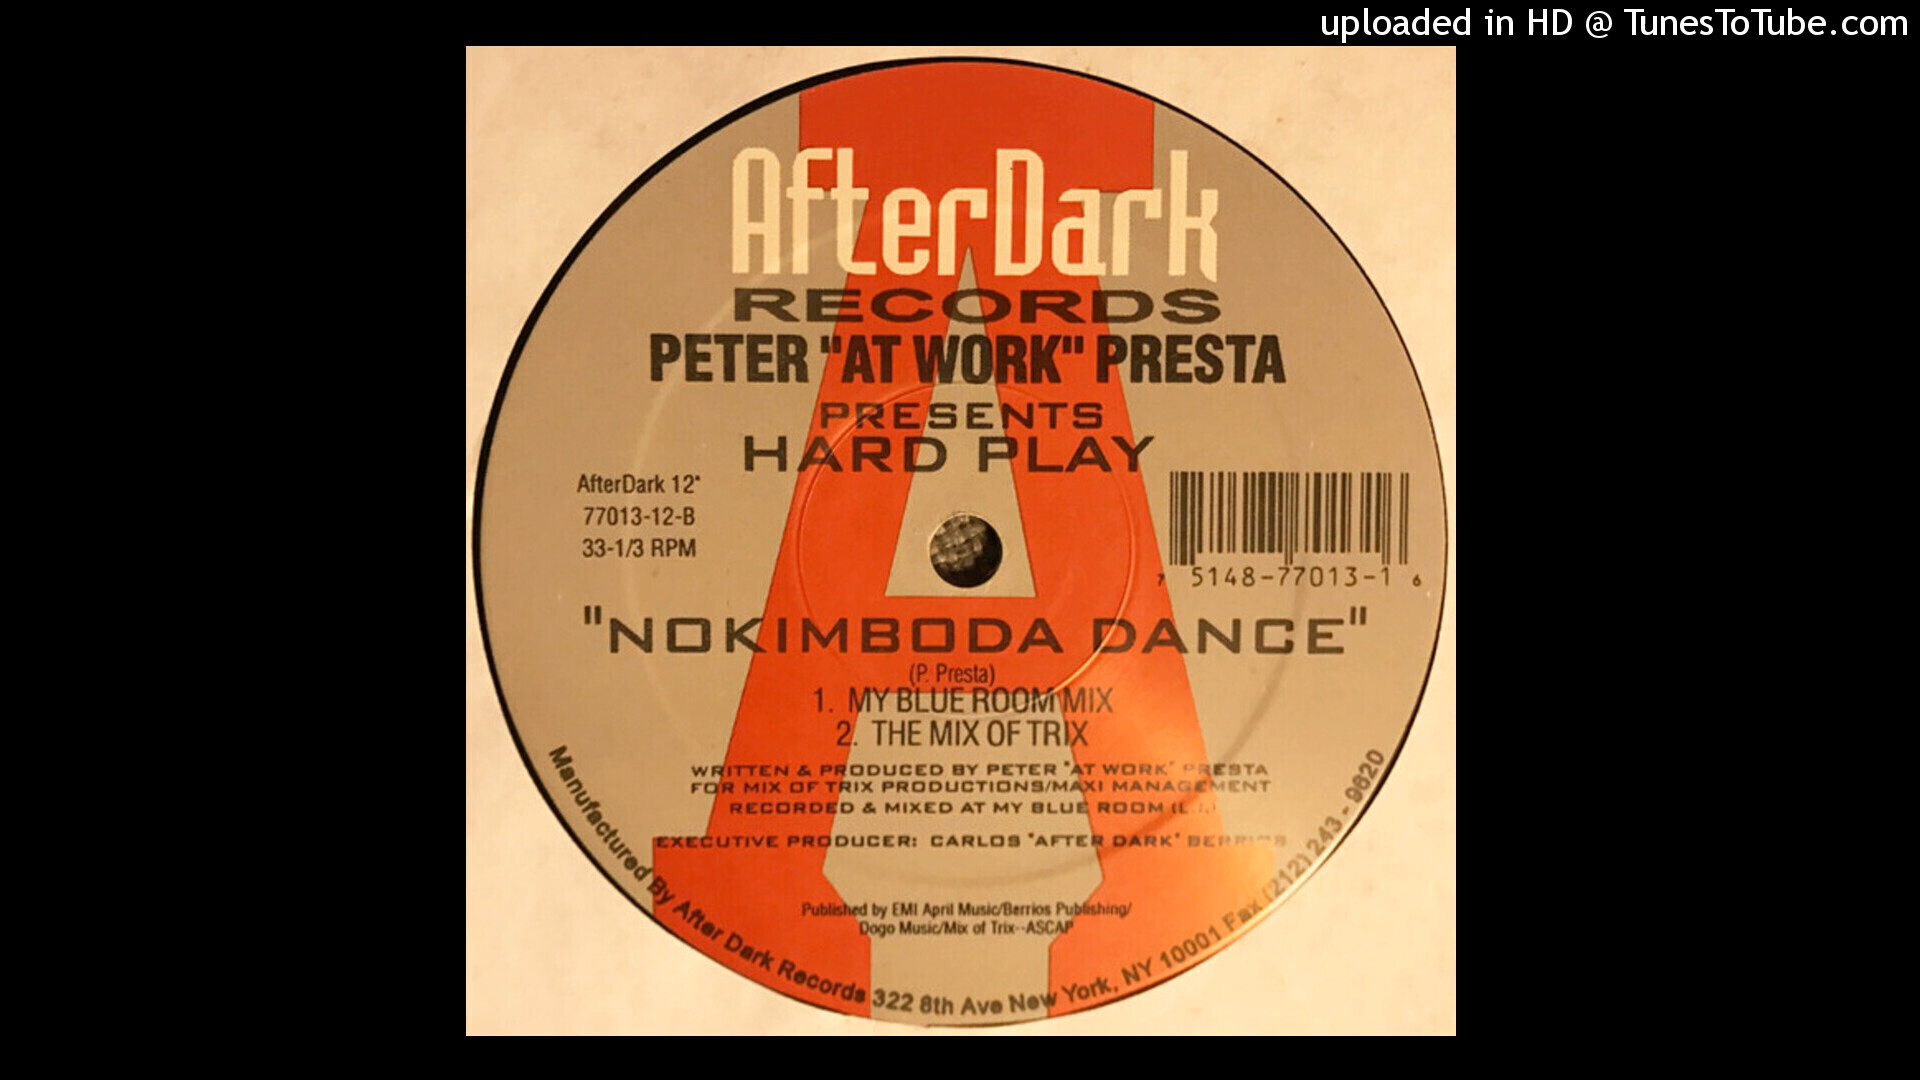 uploaded in HD @ TunesToTube.com
AfterDark
RECORDS
PETER "AT WORK" PRESTA
PRESENTS
HARD PLAY
AfterDark 12"
77013-12-B
33-1/3 RPM
7 5148-77013-1 6
"NOKIMBODA DANCE"
(P. Presta)
1. MY BLUE ROOM MIX
2. THE MIX OF TRIX
WRITTEN & PRODUCED BY PETER "AT WORK" PRESTA
FOR MIX OF TRIX PRODUCTIONS/MAXI MANAGEMENT
RECORDED & MIXED AT MY BLUE ROOM
EXECUTIVE PRODUCER: CARLOS "AFTER DARK" BERRIOS
Published by EMI April Music/Berrios Publishing/
Dogo Music/Mix of Trix--ASCAP
Manufactured By After Dark Records 322 8th Ave New York, NY 10001 Fax (212) 243 - 9620